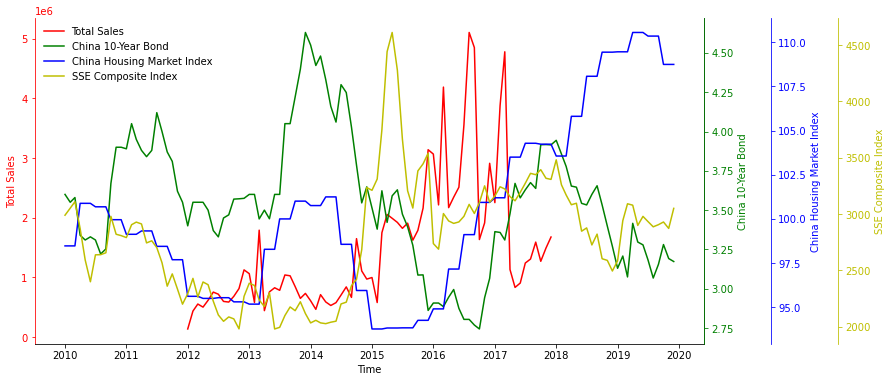 1e6
Total Sales
China 10-Year Bond
China Housing Market Index
SSE Composite Index
5
4
3
2
1
0
Total Sales
2010 2011 2012 2013 2014 2015 2016 2017 2018 2019 2020
Time
4.50
4.25
4.00
3.75
3.50
3.25
3.00
2.75
China 10-Year Bond
110.0
107.5
105.0
102.5
100.0
97.5
95.0
China Housing Market Index
4500
4000
3500
3000
2500
2000
SSE Composite Index